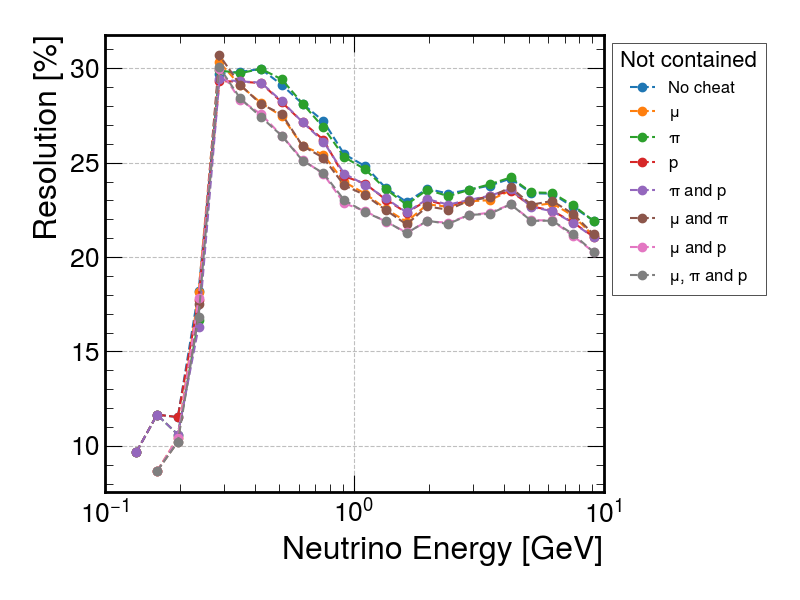 Resolution [%]
30
25
20
15
10
10⁻¹
10⁰
10¹
Neutrino Energy [GeV]
Not contained
No cheat
μ
π
p
π and p
μ and π
μ and p
μ, π and p